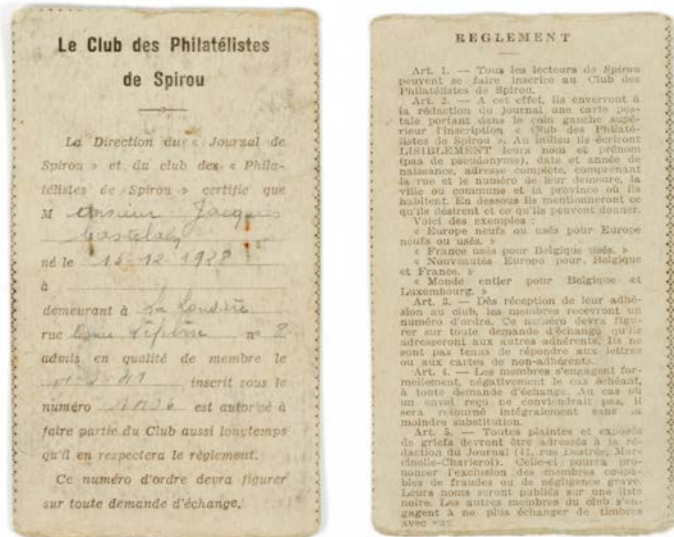 Le Club des Philatélistes
de Spirou
La Direction du « Journal de
Spirou » et du club des « Phila-
télistes de Spirou » certifie que
M onsieur Jacques
né le 15-12-1928
à
demeurant à La Louvière
rue n° 8
admis en qualité de membre le
inscrit sous le
numéro est autorisé à
faire partie du Club aussi longtemps
qu'il en respectera le règlement.
Ce numéro d'ordre devra figurer
sur toute demande d'échange.
REGLEMENT
Art. 1. — Tous les lecteurs de Spirou
peuvent se faire inscrire au Club des
Philatélistes de Spirou.
Art. 2. — A cet effet, ils enverront à
la rédaction du Journal une carte pos-
tale portant dans le coin gauche supé-
rieur l'inscription « Club des Philaté-
listes de Spirou ». Au milieu ils écriront
LISIBLEMENT leurs nom et prénom
(pas de pseudonyme), date et année de
naissance, adresse complète, comprenant
la rue et le numéro de leur demeure, la
ville ou commune et la province où ils
habitent. En dessous ils mentionneront ce
qu'ils désirent et ce qu'ils peuvent donner.
Voici des exemples :
« Europe neufs ou usés pour Europe
neufs ou usés. »
« France usés pour Belgique usés. »
« Nouveautés Europe pour Belgique
et France. »
« Monde entier pour Belgique et
Luxembourg. »
Art. 3. — Dès réception de leur adhé-
sion au club, les membres recevront un
numéro d'ordre. Ce numéro devra figu-
rer sur toute demande d'échange qu'ils
adresseront aux autres adhérents. Ils ne
sont pas tenus de répondre aux lettres
ou aux cartes de non-adhérents.
Art. 4. — Les membres s'engagent for-
mellement, négativement le cas échéant,
à toute demande d'échange. Au cas où
un envoi reçu ne conviendrait pas, il
sera retourné intégralement sans la
moindre substitution.
Art. 5. — Toutes plaintes et exposés
de griefs devront être adressés à la ré-
daction du Journal (41, rue Destrée, Mar-
cinelle-Charleroi). Celle-ci pourra pro-
noncer l'exclusion des membres coupa-
bles de fraudes ou de négligence grave.
Leurs noms seront publiés sur une liste
noire. Les autres membres du club s'en-
gagent à ne plus échanger de timbres
avec eux.